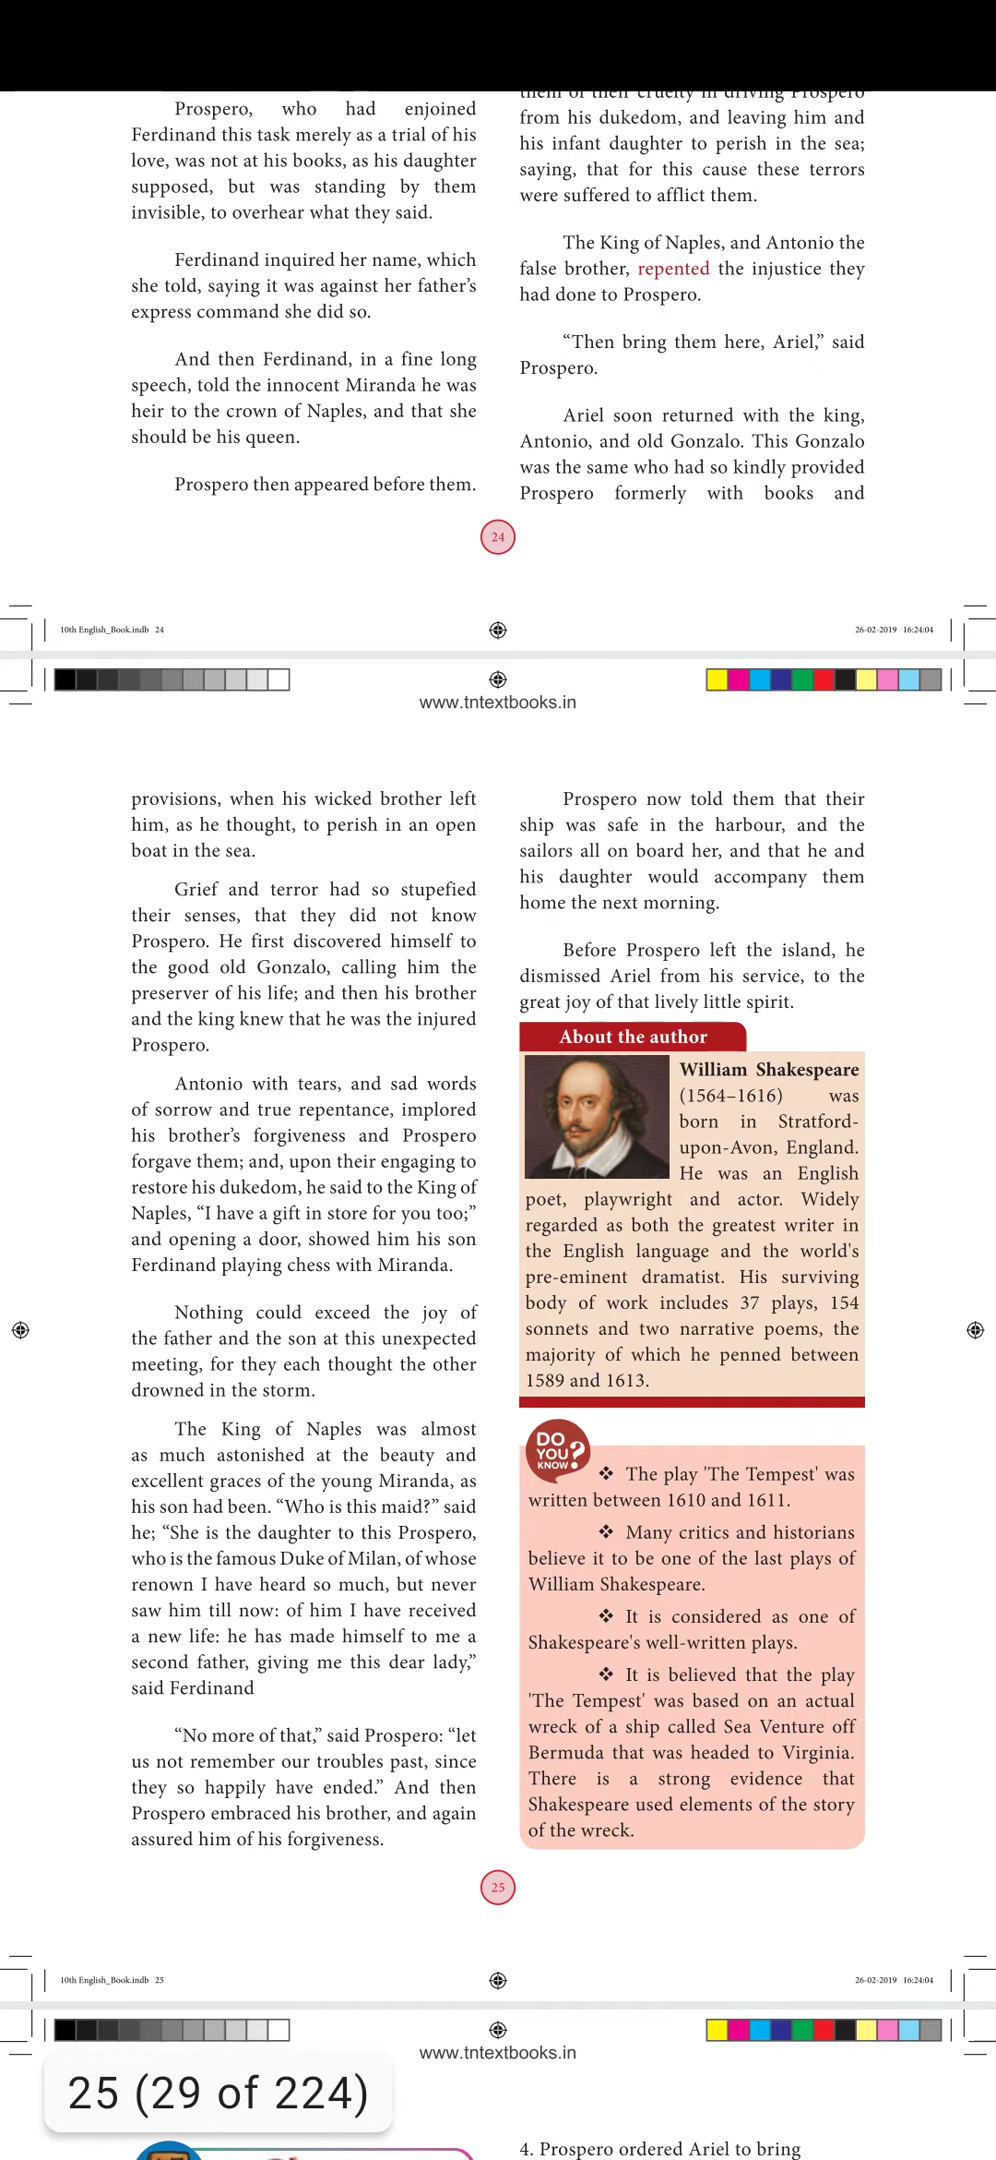 Prospero, who had enjoined
Ferdinand this task merely as a trial of his
love, was not at his books, as his daughter
supposed, but was standing by them
invisible, to overhear what they said.
Ferdinand inquired her name, which
she told, saying it was against her father’s
express command she did so.
And then Ferdinand, in a fine long
speech, told the innocent Miranda he was
heir to the crown of Naples, and that she
should be his queen.
Prospero then appeared before them.
them of their cruelty in driving Prospero
from his dukedom, and leaving him and
his infant daughter to perish in the sea;
saying, that for this cause these terrors
were suffered to afflict them.
The King of Naples, and Antonio the
false brother, repented the injustice they
had done to Prospero.
“Then bring them here, Ariel,” said
Prospero.
Ariel soon returned with the king,
Antonio, and old Gonzalo. This Gonzalo
was the same who had so kindly provided
Prospero formerly with books and
24
10th English_Book.indb 24
26-02-2019 16:24:04
www.tntextbooks.in
provisions, when his wicked brother left
him, as he thought, to perish in an open
boat in the sea.
Grief and terror had so stupefied
their senses, that they did not know
Prospero. He first discovered himself to
the good old Gonzalo, calling him the
preserver of his life; and then his brother
and the king knew that he was the injured
Prospero.
Antonio with tears, and sad words
of sorrow and true repentance, implored
his brother’s forgiveness and Prospero
forgave them; and, upon their engaging to
restore his dukedom, he said to the King of
Naples, “I have a gift in store for you too;”
and opening a door, showed him his son
Ferdinand playing chess with Miranda.
Nothing could exceed the joy of
the father and the son at this unexpected
meeting, for they each thought the other
drowned in the storm.
The King of Naples was almost
as much astonished at the beauty and
excellent graces of the young Miranda, as
his son had been. “Who is this maid?” said
he; “She is the daughter to this Prospero,
who is the famous Duke of Milan, of whose
renown I have heard so much, but never
saw him till now: of him I have received
a new life: he has made himself to me a
second father, giving me this dear lady,”
said Ferdinand
“No more of that,” said Prospero: “let
us not remember our troubles past, since
they so happily have ended.” And then
Prospero embraced his brother, and again
assured him of his forgiveness.
Prospero now told them that their
ship was safe in the harbour, and the
sailors all on board her, and that he and
his daughter would accompany them
home the next morning.
Before Prospero left the island, he
dismissed Ariel from his service, to the
great joy of that lively little spirit.
About the author
William Shakespeare
(1564–1616) was
born in Stratford-
upon-Avon, England.
He was an English
poet, playwright and actor. Widely
regarded as both the greatest writer in
the English language and the world's
pre-eminent dramatist. His surviving
body of work includes 37 plays, 154
sonnets and two narrative poems, the
majority of which he penned between
1589 and 1613.
DO
YOU
KNOW?
❖ The play 'The Tempest' was
written between 1610 and 1611.
❖ Many critics and historians
believe it to be one of the last plays of
William Shakespeare.
❖ It is considered as one of
Shakespeare's well-written plays.
❖ It is believed that the play
'The Tempest' was based on an actual
wreck of a ship called Sea Venture off
Bermuda that was headed to Virginia.
There is a strong evidence that
Shakespeare used elements of the story
of the wreck.
25
10th English_Book.indb 25
26-02-2019 16:24:04
www.tntextbooks.in
25 (29 of 224)
4. Prospero ordered Ariel to bring